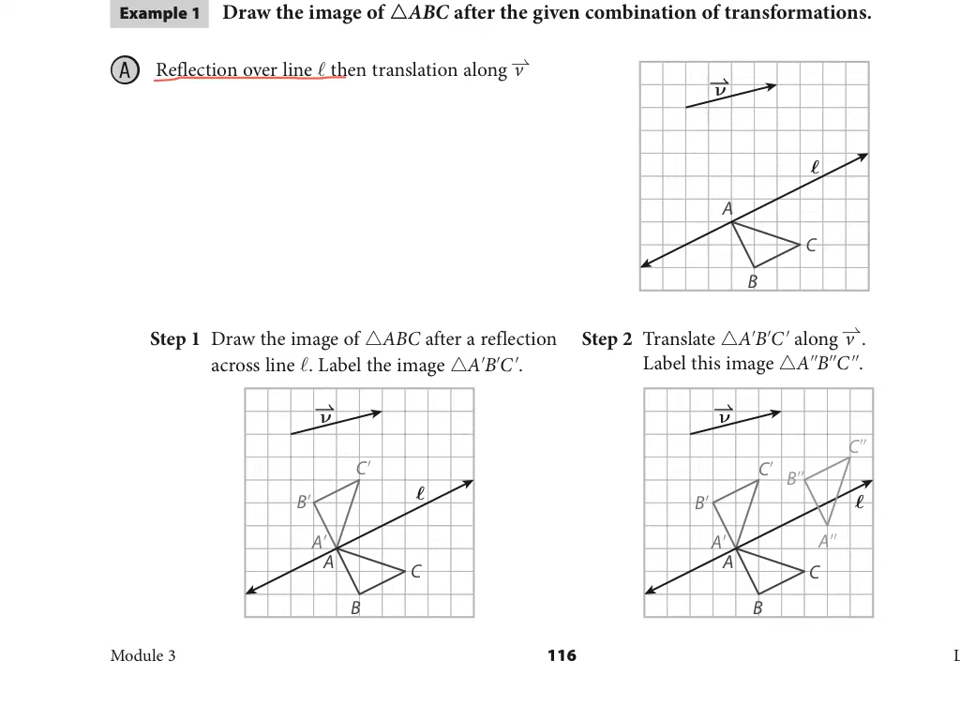 Example 1 Draw the image of △ABC after the given combination of transformations.
A Reflection over line ℓ then translation along v⃗
v⃗
ℓ
A
C
B
Step 1 Draw the image of △ABC after a reflection
across line ℓ. Label the image △A′B′C′.
Step 2 Translate △A′B′C′ along v⃗.
Label this image △A″B″C″.
v⃗
C′
ℓ
B′
A′
A
C
B
v⃗
C″
C′
B″
B′
ℓ
A′
A″
A
C
B
Module 3
116
L